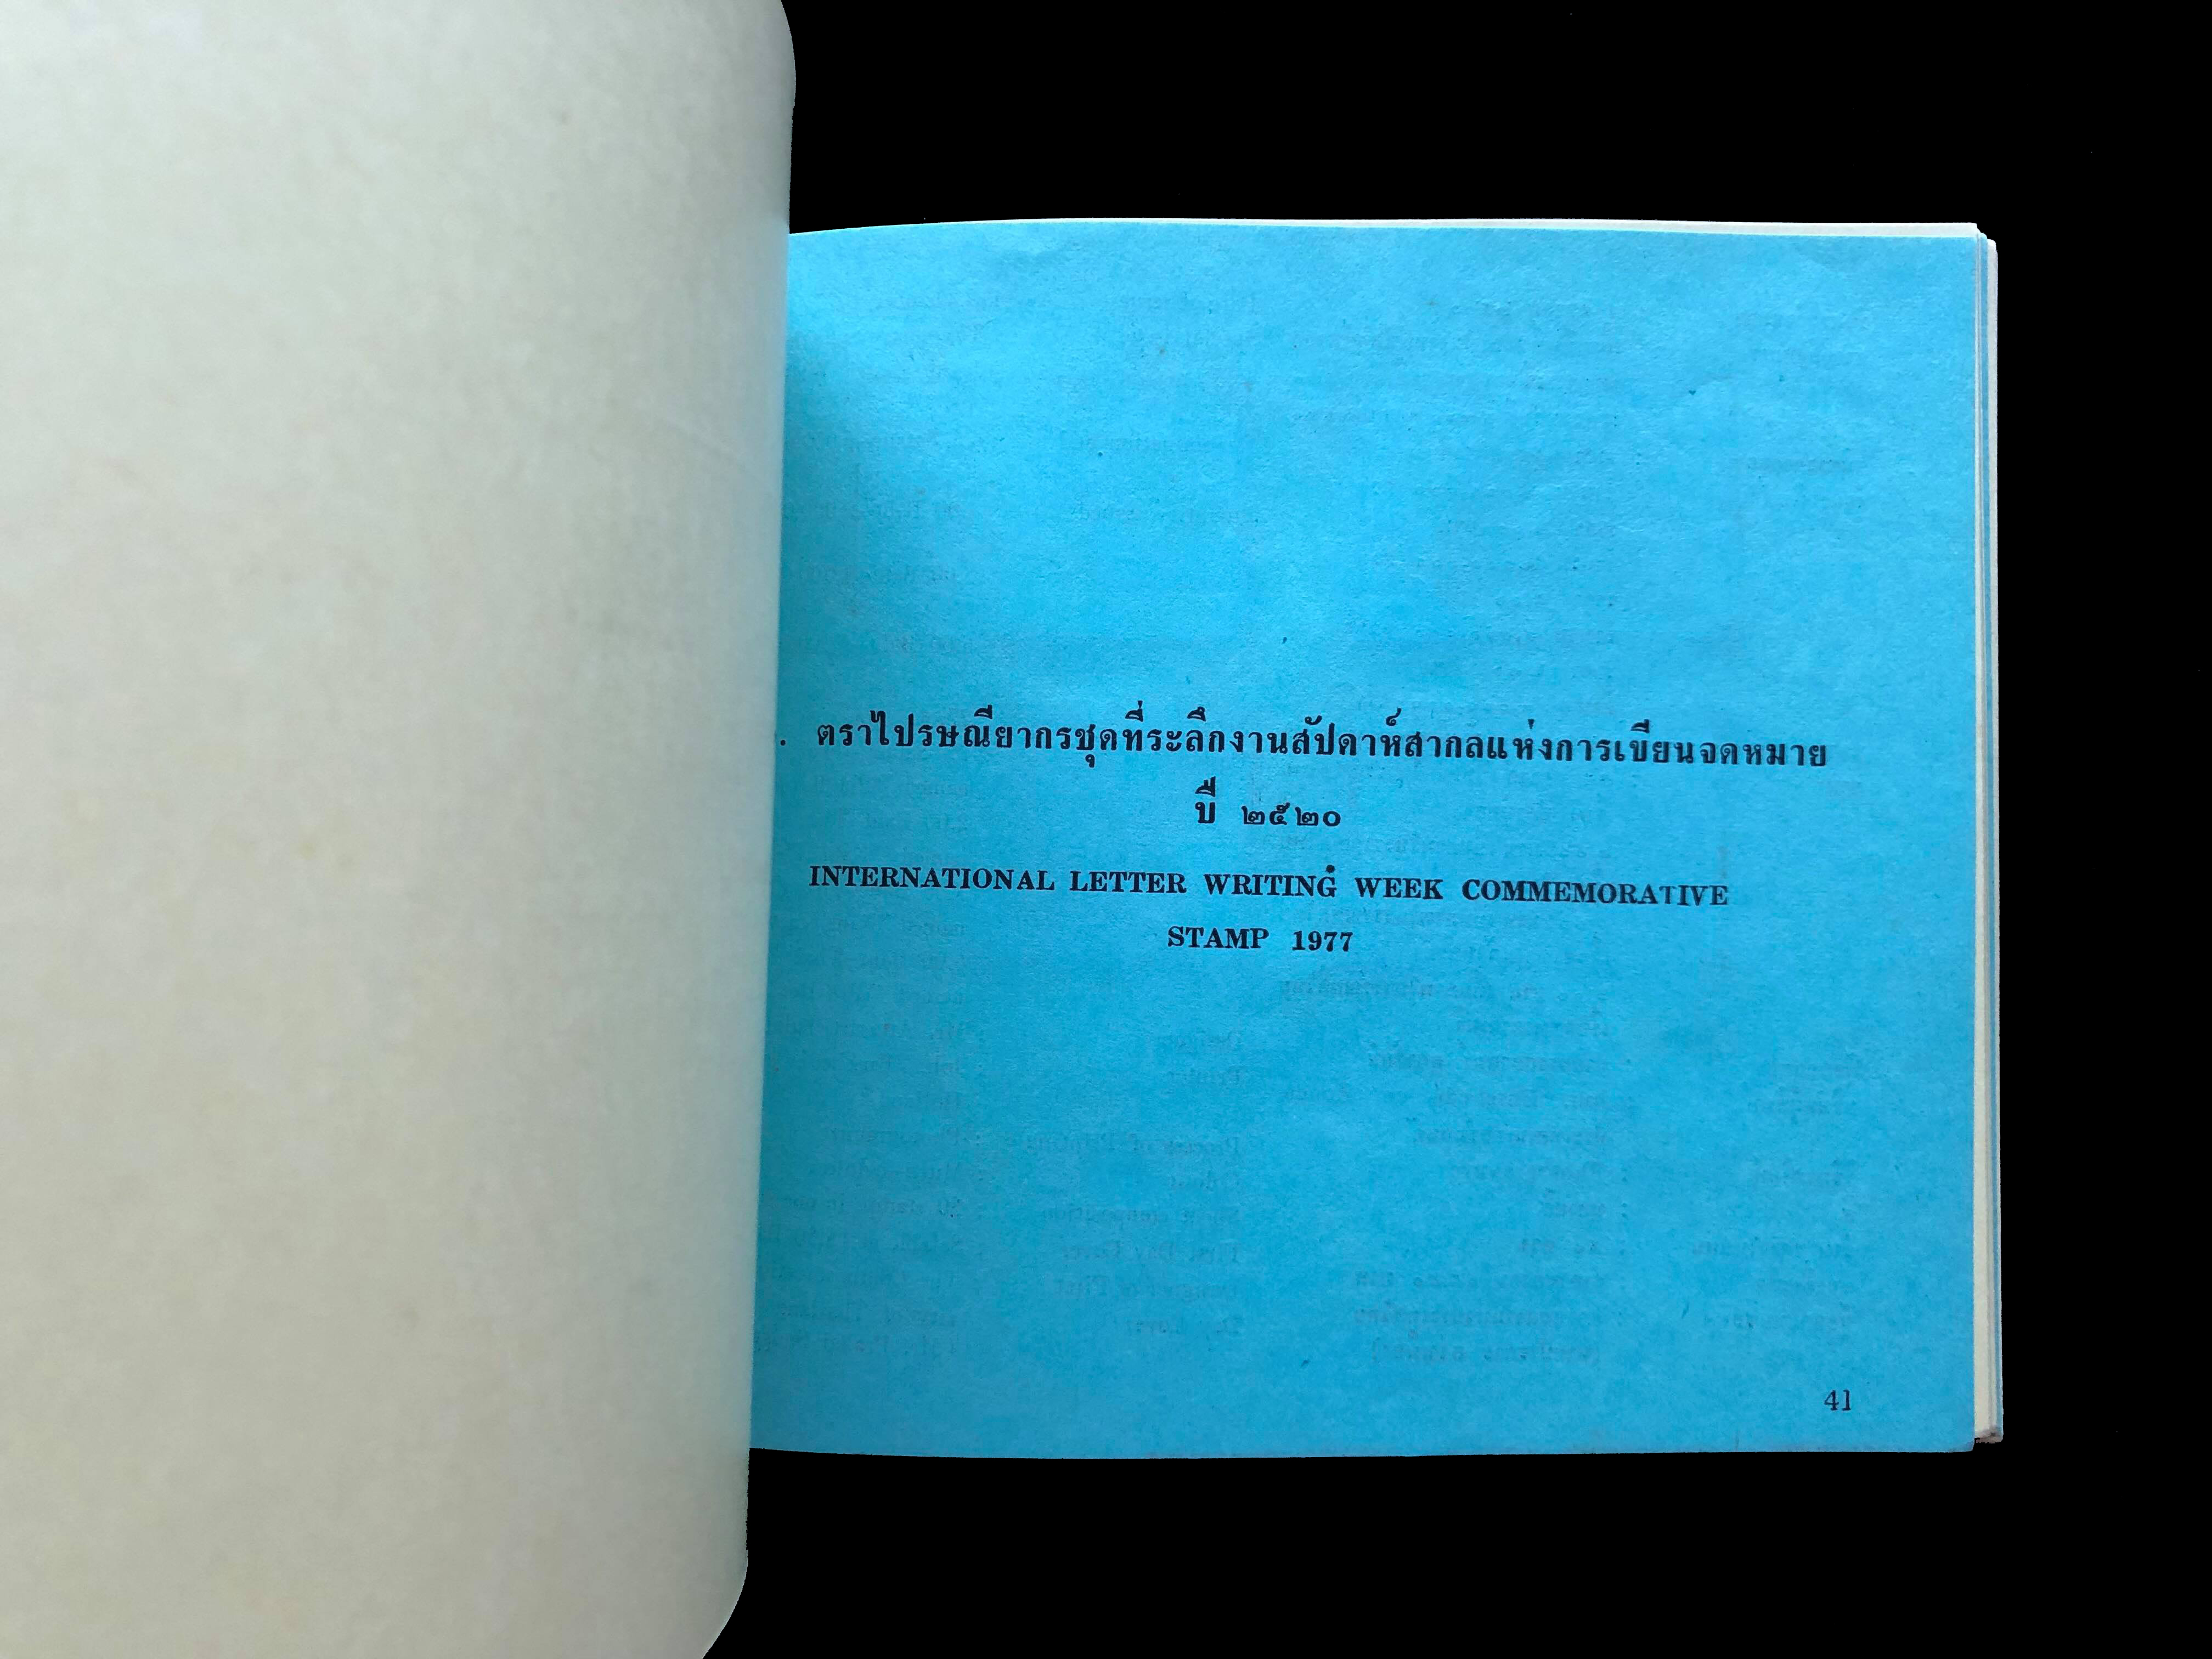 . ตราไปรษณียากรชุดที่ระลึกงานสัปดาห์สากลแห่งการเขียนจดหมาย
ปี ๒๕๒๐
INTERNATIONAL LETTER WRITING WEEK COMMEMORATIVE
STAMP 1977
41